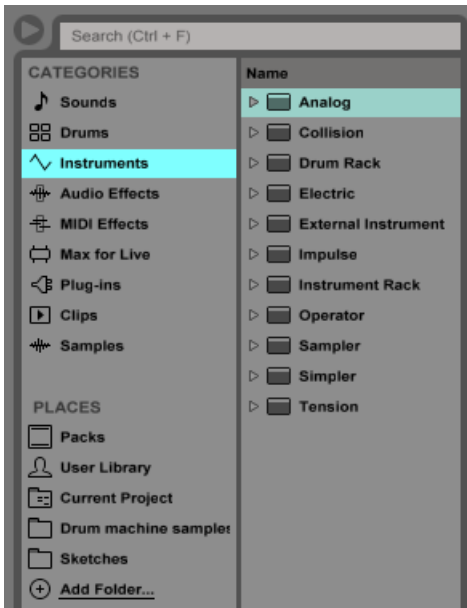 Search (Ctrl + F)
CATEGORIES
Sounds
Drums
Instruments
Audio Effects
MIDI Effects
Max for Live
Plug-ins
Clips
Samples
PLACES
Packs
User Library
Current Project
Drum machine samples
Sketches
Add Folder...
Name
Analog
Collision
Drum Rack
Electric
External Instrument
Impulse
Instrument Rack
Operator
Sampler
Simpler
Tension